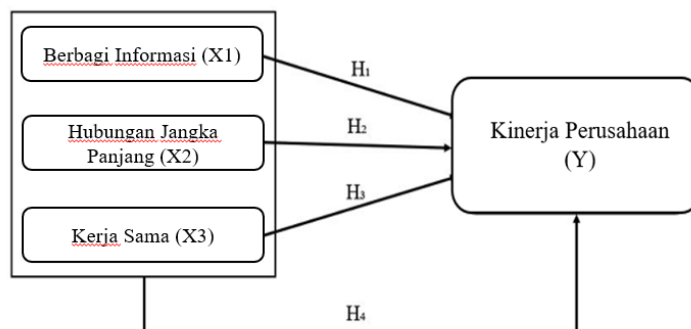 Berbagi Informasi (X1)
H1
Hubungan Jangka
Panjang (X2)
H2
Kinerja Perusahaan
(Y)
H3
Kerja Sama (X3)
H4